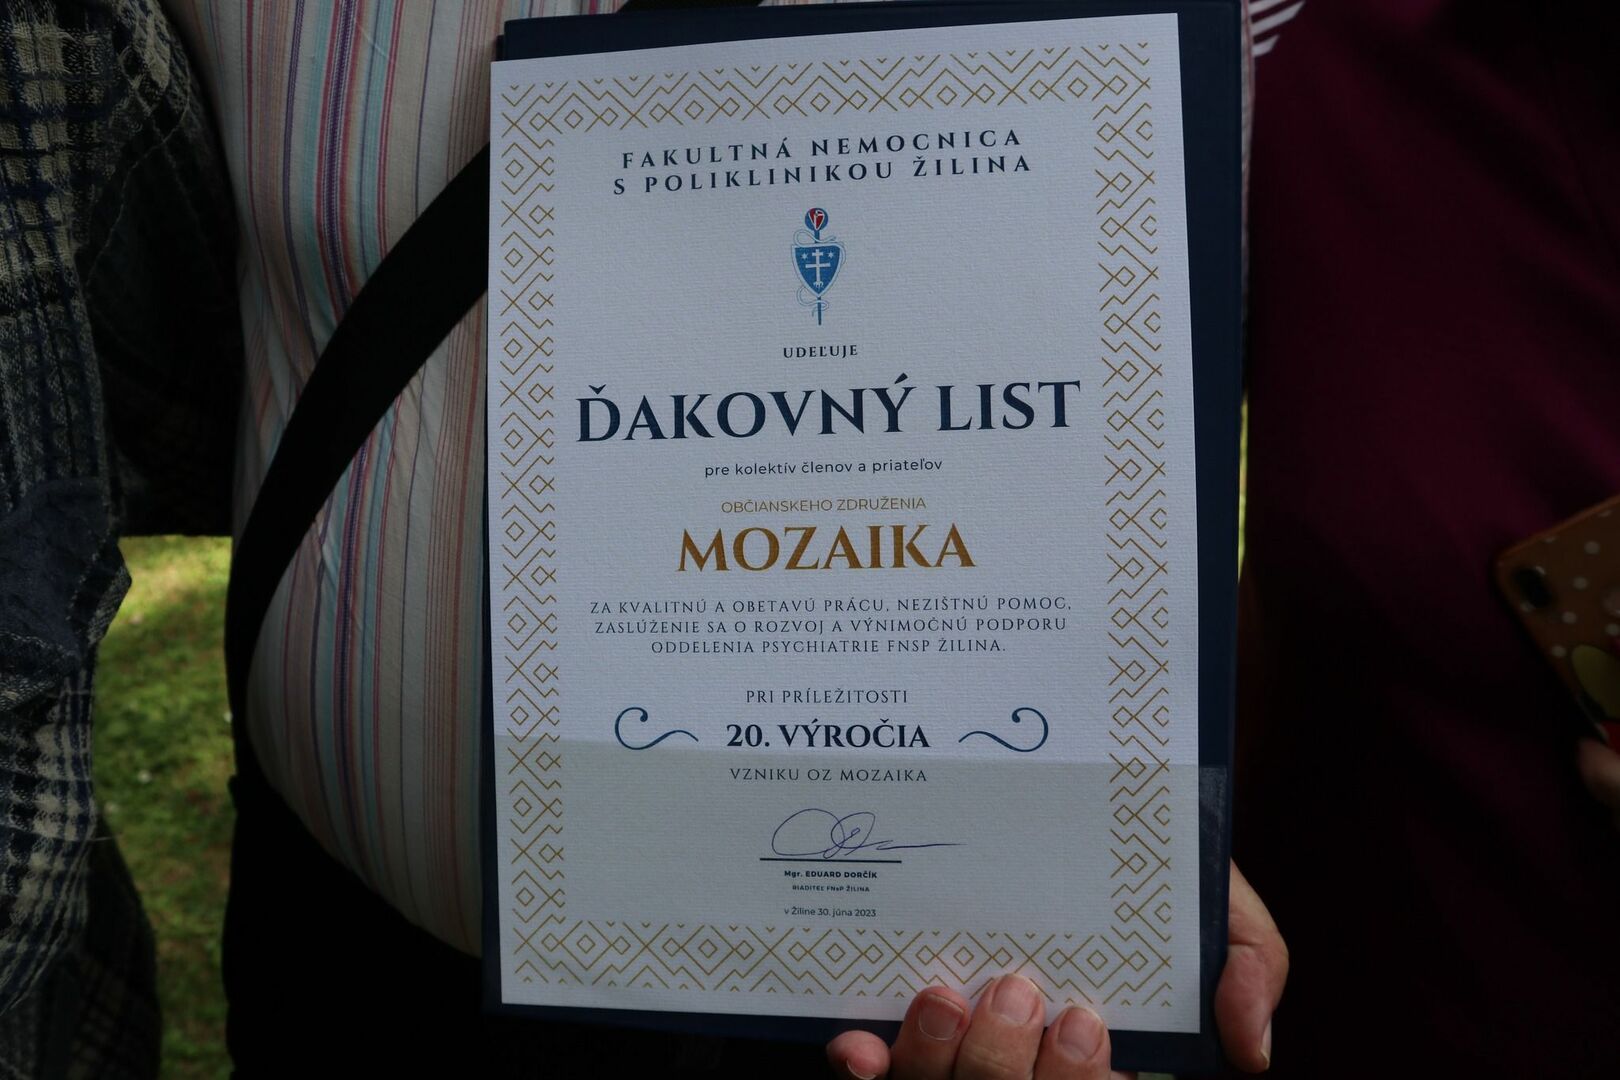 FAKULTNÁ NEMOCNICA
S POLIKLINIKOU ŽILINA
UDEĽUJE
ĎAKOVNÝ LIST
pre kolektív členov a priateľov
OBČIANSKEHO ZDRUŽENIA
MOZAIKA
ZA KVALITNÚ A OBETAVÚ PRÁCU, NEZIŠTNÚ POMOC,
ZASLÚŽENIE SA O ROZVOJ A VÝNIMOČNÚ PODPORU
ODDELENIA PSYCHIATRIE FNSP ŽILINA.
PRI PRÍLEŽITOSTI
20. VÝROČIA
VZNIKU OZ MOZAIKA
Mgr. EDUARD DORČÍK
RIADITEĽ FNsP ŽILINA
v Žiline 30. júna 2023